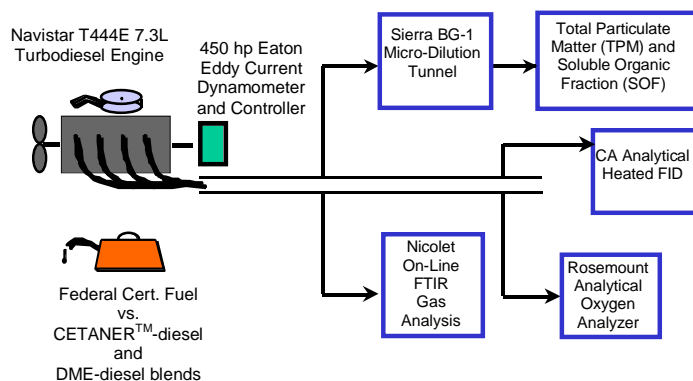 Navistar T444E 7.3L
Turbodiesel Engine
450 hp Eaton
Eddy Current
Dynamometer
and Controller
Sierra BG-1
Micro-Dilution
Tunnel
Total Particulate
Matter (TPM) and
Soluble Organic
Fraction (SOF)
CA Analytical
Heated FID
Nicolet
On-Line
FTIR
Gas
Analysis
Rosemount
Analytical
Oxygen
Analyzer
Federal Cert. Fuel
vs.
CETANER™-diesel
and
DME-diesel blends